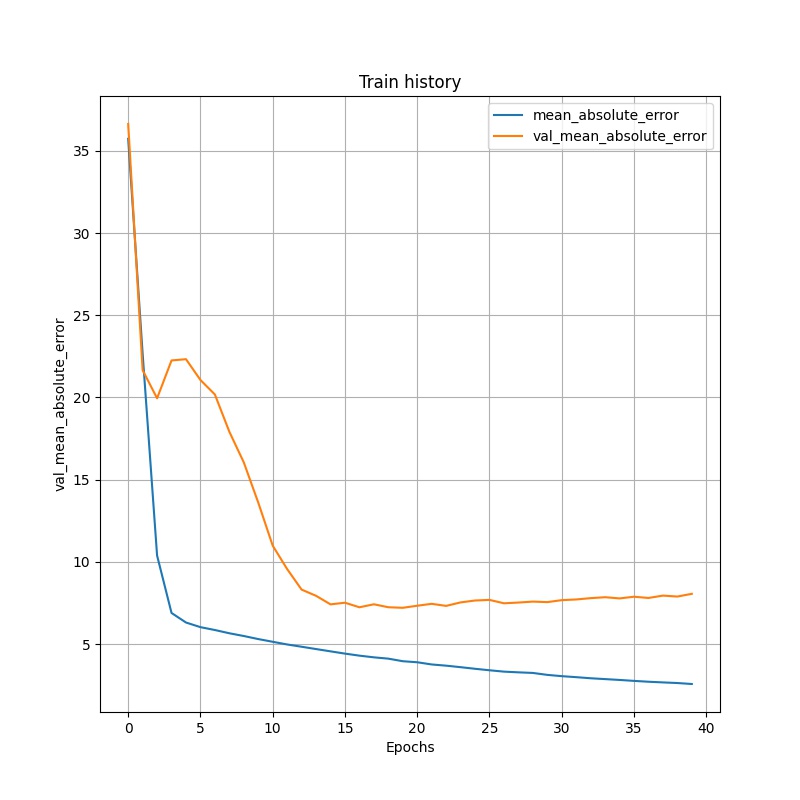 Train history
mean_absolute_error
val_mean_absolute_error
val_mean_absolute_error
35
30
25
20
15
10
5
0 5 10 15 20 25 30 35 40
Epochs